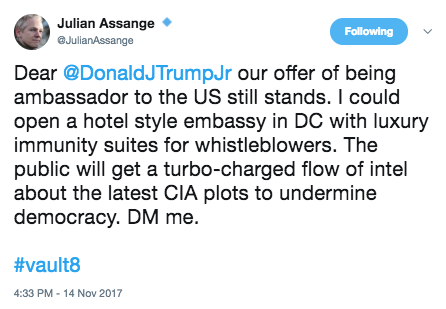 Julian Assange
@JulianAssange
Following
Dear @DonaldJTrumpJr our offer of being
ambassador to the US still stands. I could
open a hotel style embassy in DC with luxury
immunity suites for whistleblowers. The
public will get a turbo-charged flow of intel
about the latest CIA plots to undermine
democracy. DM me.
#vault8
4:33 PM - 14 Nov 2017